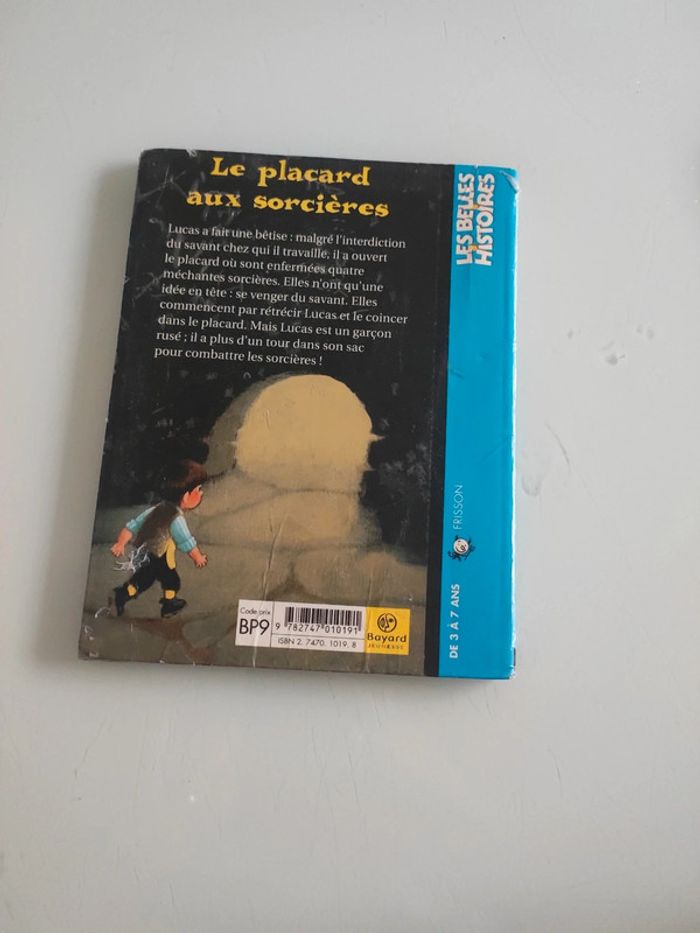 Le placard
aux sorcières
Lucas a fait une bêtise : malgré l'interdiction
du savant chez qui il travaille, il a ouvert
le placard où sont enfermées quatre
méchantes sorcières. Elles n'ont qu'une
idée en tête : se venger du savant. Elles
commencent par rétrécir Lucas et le coincer
dans le placard. Mais Lucas est un garçon
rusé ; il a plus d'un tour dans son sac
pour combattre les sorcières !
Code prix
BP9
9 782747 010191
ISBN 2. 7470. 1019. 8
Bayard
JEUNESSE
LES BELLES
HISTOIRES
FRISSON
DE 3 À 7 ANS